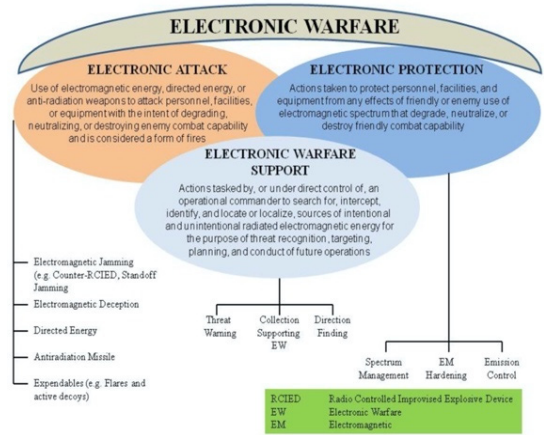 ELECTRONIC WARFARE
ELECTRONIC ATTACK
Use of electromagnetic energy, directed energy, or
anti-radiation weapons to attack personnel, facilities,
or equipment with the intent of degrading,
neutralizing, or destroying enemy combat capability
and is considered a form of fires
ELECTRONIC PROTECTION
Actions taken to protect personnel, facilities, and
equipment from any effects of friendly or enemy use of
electromagnetic spectrum that degrade, neutralize, or
destroy friendly combat capability
ELECTRONIC WARFARE
SUPPORT
Actions tasked by, or under direct control of, an
operational commander to search for, intercept,
identify, and locate or localize, sources of intentional
and unintentional radiated electromagnetic energy for
the purpose of threat recognition, targeting,
planning, and conduct of future operations
Electromagnetic Jamming
(e.g. Counter-RCIED, Standoff
Jamming
Electromagnetic Deception
Directed Energy
Antiradiation Missile
Expendables (e.g. Flares and
active decoys)
Threat
Warning
Collection
Supporting
EW
Direction
Finding
Spectrum
Management
EM
Hardening
Emission
Control
RCIED Radio Controlled Improvised Explosive Device
EW Electronic Warfare
EM Electromagnetic